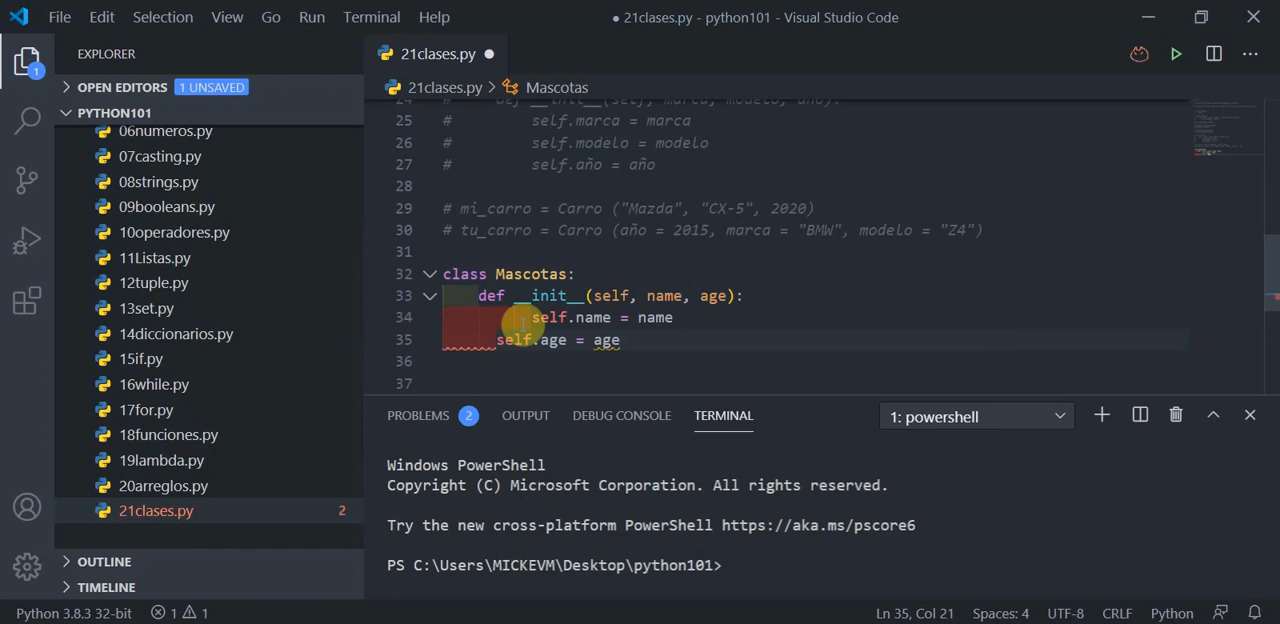 File Edit Selection View Go Run Terminal Help ● 21clases.py - python101 - Visual Studio Code
EXPLORER
1
OPEN EDITORS 1 UNSAVED
PYTHON101
06numeros.py
07casting.py
08strings.py
09booleans.py
10operadores.py
11Listas.py
12tuple.py
13set.py
14diccionarios.py
15if.py
16while.py
17for.py
18funciones.py
19lambda.py
20arreglos.py
21clases.py 2
OUTLINE
TIMELINE
21clases.py ●
21clases.py > Mascotas
24 # def __init__(self, marca, modelo, año):
25 # self.marca = marca
26 # self.modelo = modelo
27 # self.año = año
28
29 # mi_carro = Carro ("Mazda", "CX-5", 2020)
30 # tu_carro = Carro (año = 2015, marca = "BMW", modelo = "Z4")
31
32 class Mascotas:
33 def __init__(self, name, age):
34 self.name = name
35 self.age = age
36
37
PROBLEMS 2 OUTPUT DEBUG CONSOLE TERMINAL 1: powershell
Windows PowerShell
Copyright (C) Microsoft Corporation. All rights reserved.
Try the new cross-platform PowerShell https://aka.ms/pscore6
PS C:\Users\MICKEVM\Desktop\python101>
Python 3.8.3 32-bit 1 1 Ln 35, Col 21 Spaces: 4 UTF-8 CRLF Python